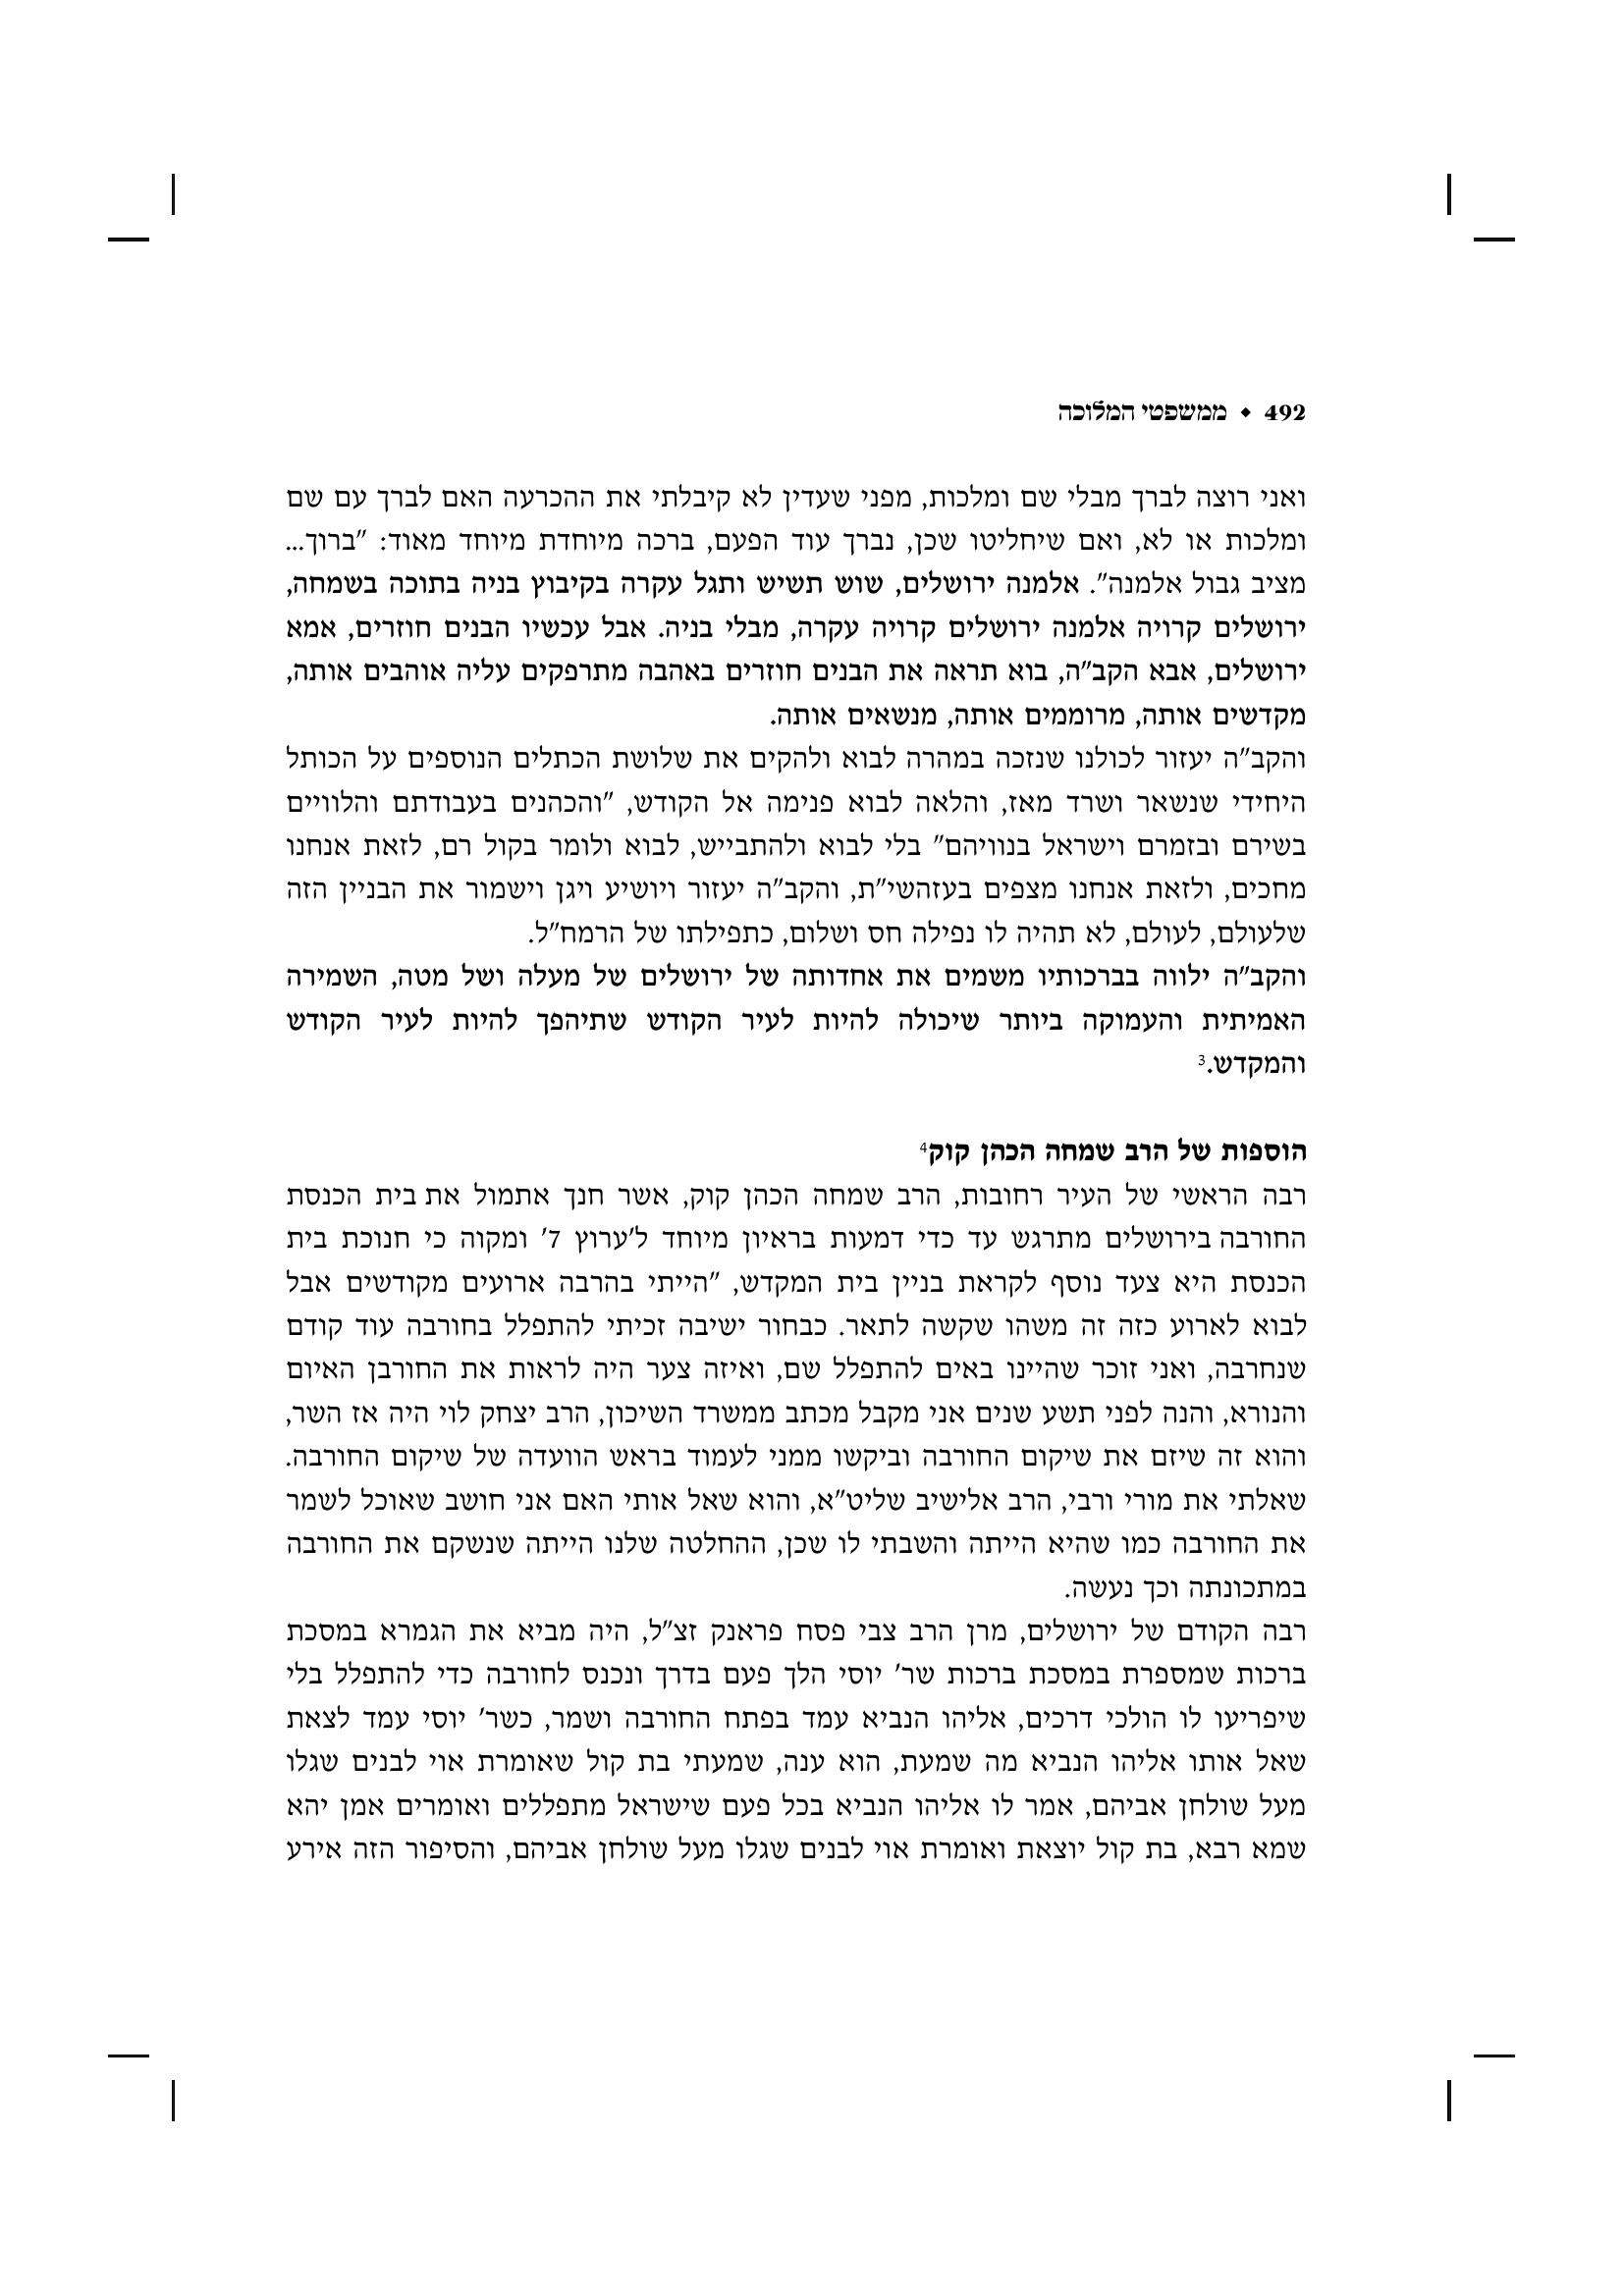 492 ◆ ממשפטי המלוכה
ואני רוצה לברך מבלי שם ומלכות, מפני שעדין לא קיבלתי את ההכרעה האם לברך עם שם
ומלכות או לא, ואם שיחליטו שכן, נברך עוד הפעם, ברכה מיוחדת מיוחד מאוד: "ברוך...
מציב גבול אלמנה". אלמנה ירושלים, שוש תשיש ותגל עקרה בקיבוץ בניה בתוכה בשמחה,
ירושלים קרויה אלמנה ירושלים קרויה עקרה, מבלי בניה. אבל עכשיו הבנים חוזרים, אמא
ירושלים, אבא הקב"ה, בוא תראה את הבנים חוזרים באהבה מתרפקים עליה אוהבים אותה,
מקדשים אותה, מרוממים אותה, מנשאים אותה.
והקב"ה יעזור לכולנו שנזכה במהרה לבוא ולהקים את שלושת הכתלים הנוספים על הכותל
היחידי שנשאר ושרד מאז, והלאה לבוא פנימה אל הקודש, "והכהנים בעבודתם והלוויים
בשירם ובזמרם וישראל בנוויהם" בלי לבוא ולהתבייש, לבוא ולומר בקול רם, לזאת אנחנו
מחכים, ולזאת אנחנו מצפים בעזהשי"ת, והקב"ה יעזור ויושיע ויגן וישמור את הבניין הזה
שלעולם, לעולם, לא תהיה לו נפילה חס ושלום, כתפילתו של הרמח"ל.
והקב"ה ילווה בברכותיו משמים את אחדותה של ירושלים של מעלה ושל מטה, השמירה
האמיתית והעמוקה ביותר שיכולה להיות לעיר הקודש שתיהפך להיות לעיר הקודש
והמקדש.3
הוספות של הרב שמחה הכהן קוק4
רבה הראשי של העיר רחובות, הרב שמחה הכהן קוק, אשר חנך אתמול את בית הכנסת
החורבה בירושלים מתרגש עד כדי דמעות בראיון מיוחד ל'ערוץ 7' ומקוה כי חנוכת בית
הכנסת היא צעד נוסף לקראת בניין בית המקדש, "הייתי בהרבה ארועים מקודשים אבל
לבוא לארוע כזה זה משהו שקשה לתאר. כבחור ישיבה זכיתי להתפלל בחורבה עוד קודם
שנחרבה, ואני זוכר שהיינו באים להתפלל שם, ואיזה צער היה לראות את החורבן האיום
והנורא, והנה לפני תשע שנים אני מקבל מכתב ממשרד השיכון, הרב יצחק לוי היה אז השר,
והוא זה שיזם את שיקום החורבה וביקשו ממני לעמוד בראש הוועדה של שיקום החורבה.
שאלתי את מורי ורבי, הרב אלישיב שליט"א, והוא שאל אותי האם אני חושב שאוכל לשמר
את החורבה כמו שהיא הייתה והשבתי לו שכן, ההחלטה שלנו הייתה שנשקם את החורבה
במתכונתה וכך נעשה.
רבה הקודם של ירושלים, מרן הרב צבי פסח פראנק זצ"ל, היה מביא את הגמרא במסכת
ברכות שמספרת במסכת ברכות שר' יוסי הלך פעם בדרך ונכנס לחורבה כדי להתפלל בלי
שיפריעו לו הולכי דרכים, אליהו הנביא עמד בפתח החורבה ושמר, כשר' יוסי עמד לצאת
שאל אותו אליהו הנביא מה שמעת, הוא ענה, שמעתי בת קול שאומרת אוי לבנים שגלו
מעל שולחן אביהם, אמר לו אליהו הנביא בכל פעם שישראל מתפללים ואומרים אמן יהא
שמא רבא, בת קול יוצאת ואומרת אוי לבנים שגלו מעל שולחן אביהם, והסיפור הזה אירע